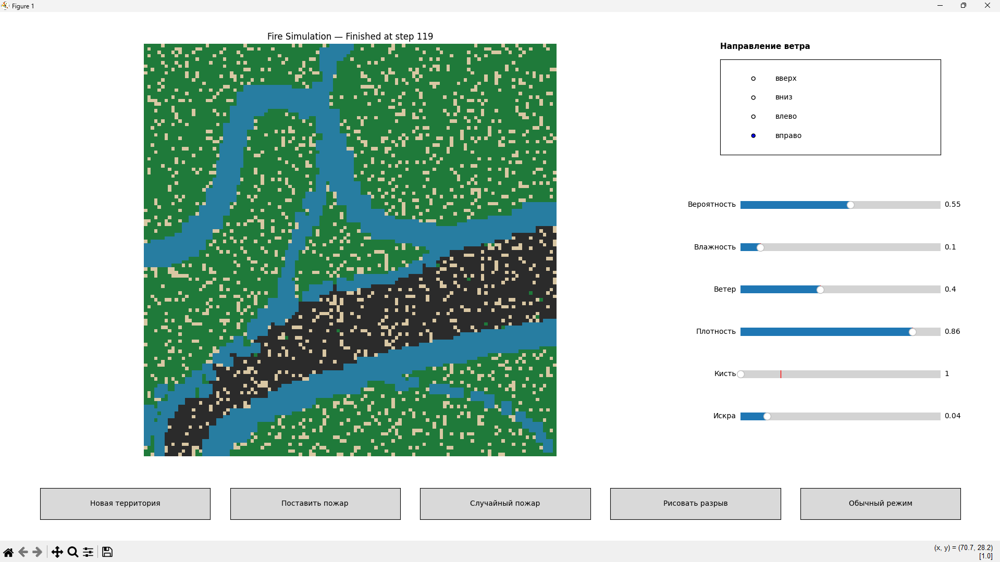 Figure 1
Fire Simulation — Finished at step 119
Направление ветра
вверх
вниз
влево
вправо
Вероятность 0.55
Влажность 0.1
Ветер 0.4
Плотность 0.86
Кисть 1
Искра 0.04
Новая территория
Поставить пожар
Случайный пожар
Рисовать разрыв
Обычный режим
(x, y) = (70.7, 28.2)
[1.0]